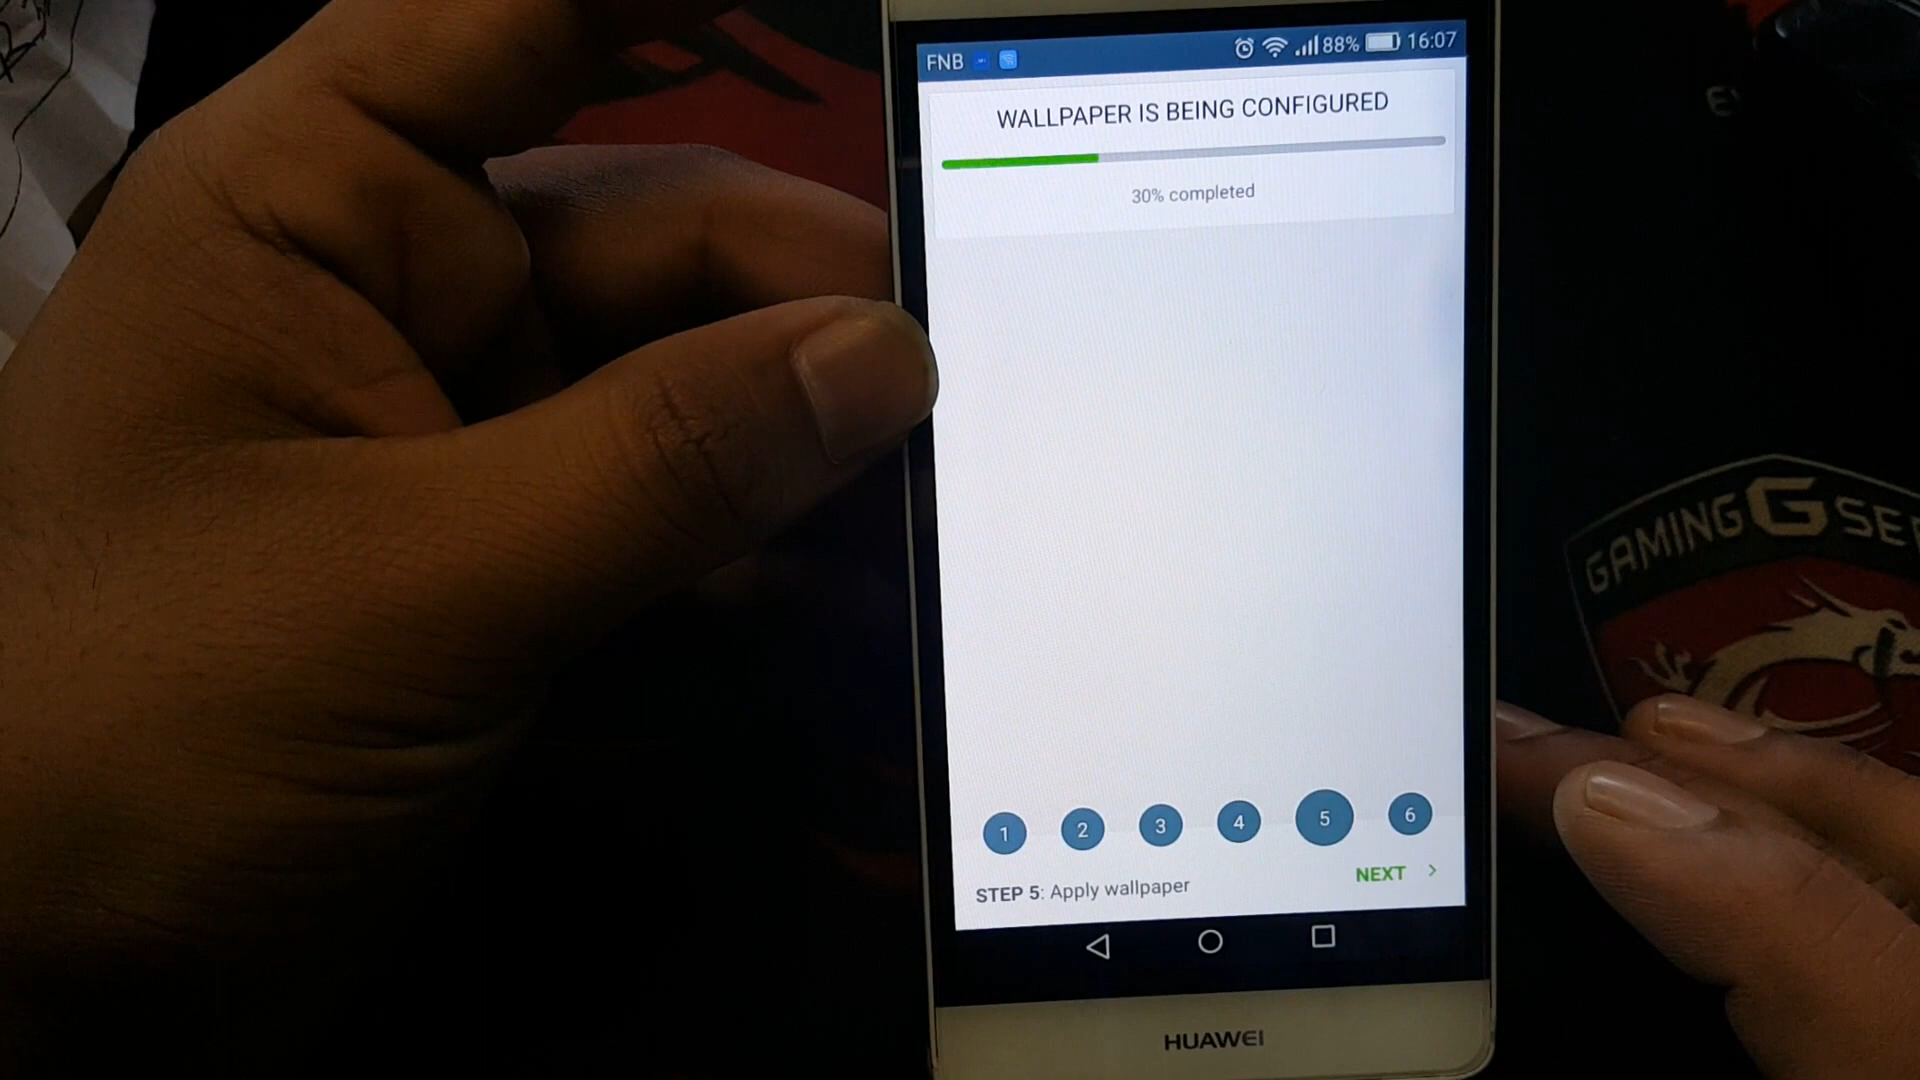 FNB 88% 16:07
WALLPAPER IS BEING CONFIGURED
30% completed
1 2 3 4 5 6
NEXT >
STEP 5: Apply wallpaper
HUAWEI
GAMING G SE